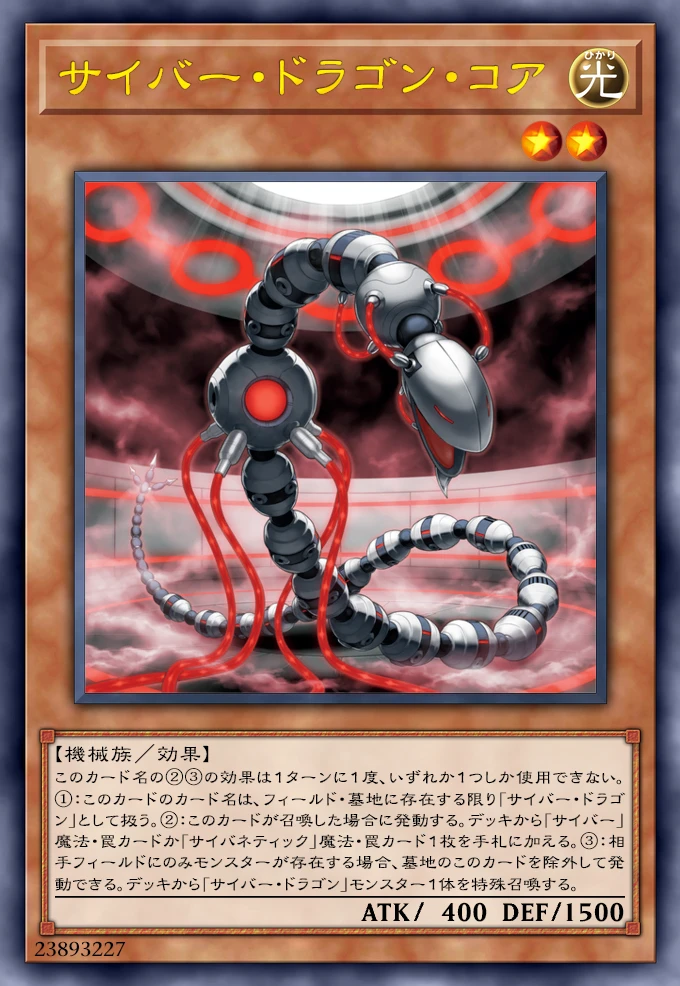 サイバー・ドラゴン・コア
ひかり
光
【機械族／効果】
このカード名の②③の効果は１ターンに１度、いずれか１つしか使用できない。
①：このカードのカード名は、フィールド・墓地に存在する限り「サイバー・ドラゴ
ン」として扱う。②：このカードが召喚した場合に発動する。デッキから「サイバー」
魔法・罠カードか「サイバネティック」魔法・罠カード１枚を手札に加える。③：相
手フィールドにのみモンスターが存在する場合、墓地のこのカードを除外して発
動できる。デッキから「サイバー・ドラゴン」モンスター１体を特殊召喚する。
ATK/ 400 DEF/1500
23893227